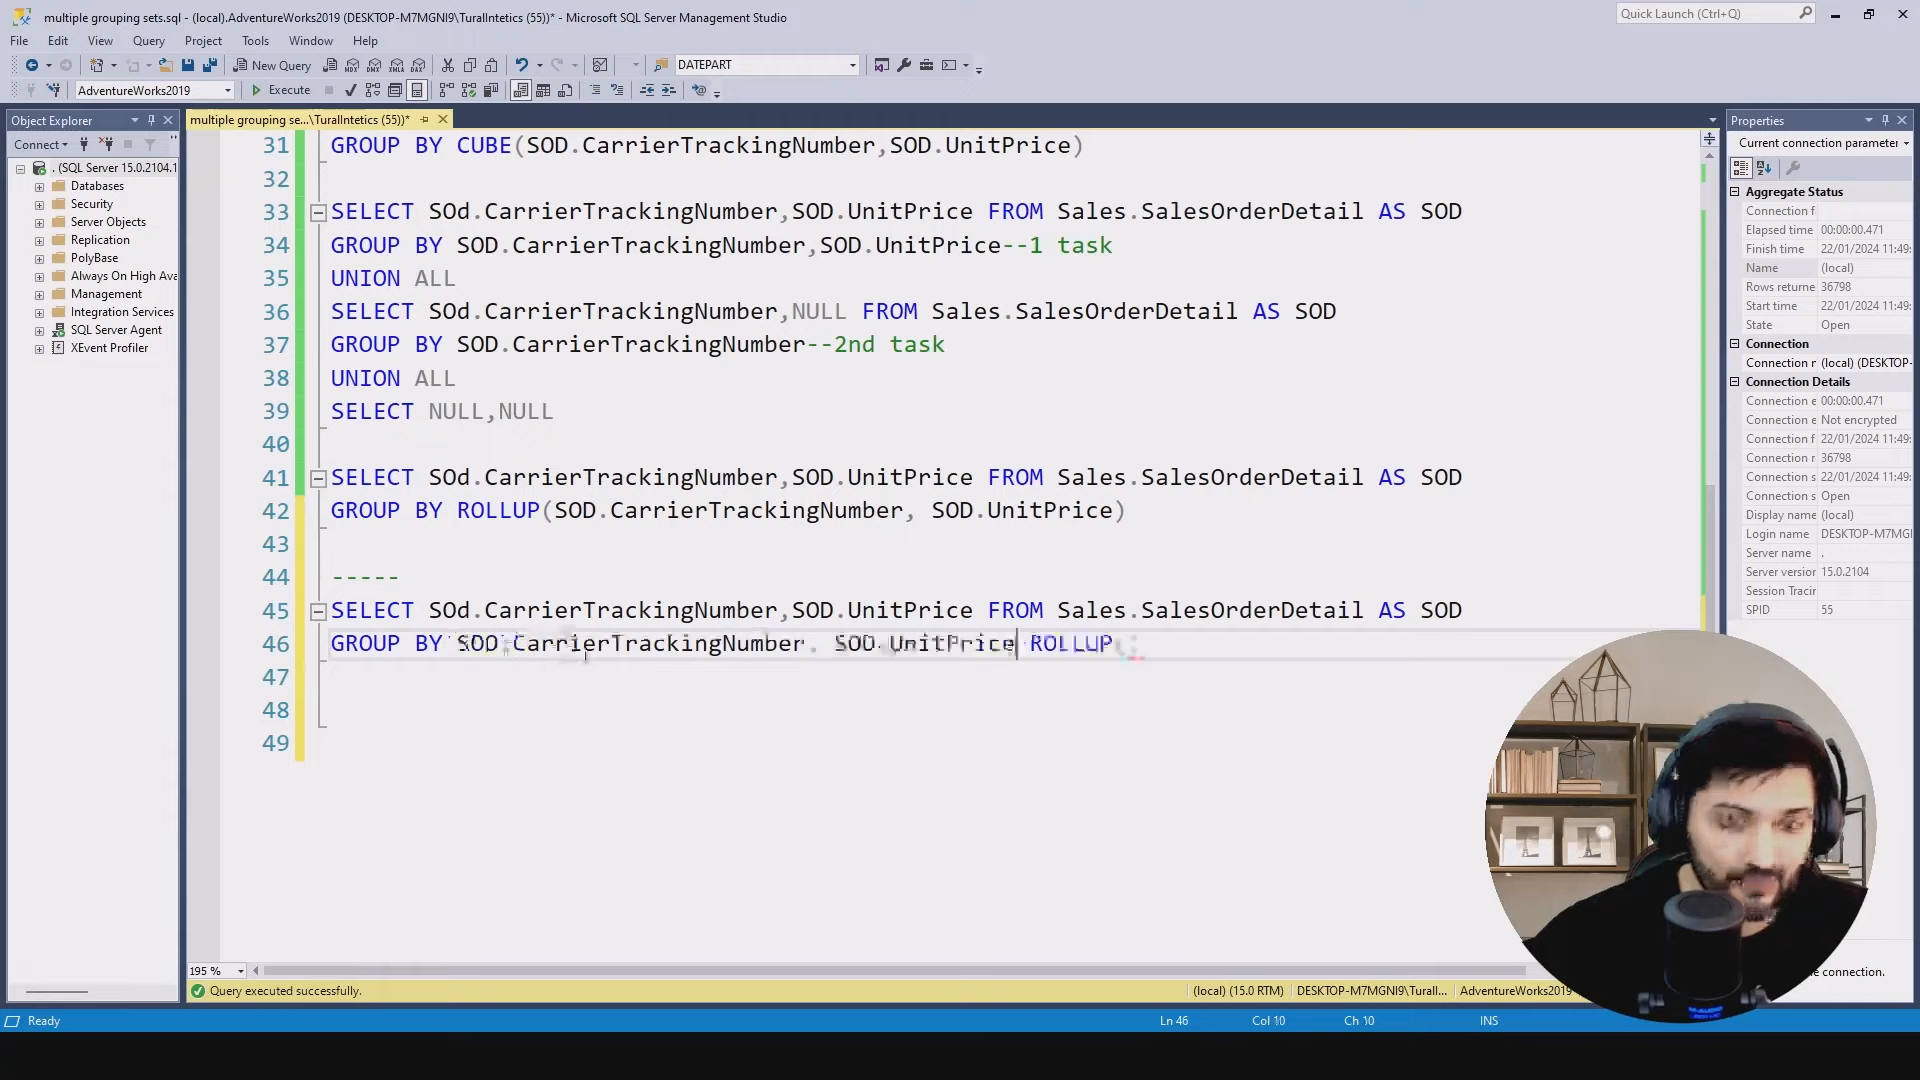 multiple grouping sets.sql - (local).AdventureWorks2019 (DESKTOP-M7MGNI9\TuralIntetics (55))* - Microsoft SQL Server Management Studio
Quick Launch (Ctrl+Q)
File Edit View Query Project Tools Window Help
New Query
DATEPART
AdventureWorks2019
Execute
Object Explorer
Connect
. (SQL Server 15.0.2104.1
Databases
Security
Server Objects
Replication
PolyBase
Always On High Ava
Management
Integration Services
SQL Server Agent
XEvent Profiler
multiple grouping se...\TuralIntetics (55))*
31 GROUP BY CUBE(SOD.CarrierTrackingNumber,SOD.UnitPrice)
32
33 SELECT SOd.CarrierTrackingNumber,SOD.UnitPrice FROM Sales.SalesOrderDetail AS SOD
34 GROUP BY SOD.CarrierTrackingNumber,SOD.UnitPrice--1 task
35 UNION ALL
36 SELECT SOd.CarrierTrackingNumber,NULL FROM Sales.SalesOrderDetail AS SOD
37 GROUP BY SOD.CarrierTrackingNumber--2nd task
38 UNION ALL
39 SELECT NULL,NULL
40
41 SELECT SOd.CarrierTrackingNumber,SOD.UnitPrice FROM Sales.SalesOrderDetail AS SOD
42 GROUP BY ROLLUP(SOD.CarrierTrackingNumber, SOD.UnitPrice)
43
44 -----
45 SELECT SOd.CarrierTrackingNumber,SOD.UnitPrice FROM Sales.SalesOrderDetail AS SOD
46 GROUP BY SOD.CarrierTrackingNumber, SOD.UnitPrice ROLLUP
47
48
49
195 %
Query executed successfully.
(local) (15.0 RTM) DESKTOP-M7MGNI9\Turall... AdventureWorks2019
Ready
Ln 46 Col 10 Ch 10 INS
Properties
Current connection parameter
Aggregate Status
Connection f
Elapsed time 00:00:00.471
Finish time 22/01/2024 11:49:
Name (local)
Rows returne 36798
Start time 22/01/2024 11:49:
State Open
Connection
Connection r (local) (DESKTOP-
Connection Details
Connection e 00:00:00.471
Connection e Not encrypted
Connection f 22/01/2024 11:49:
Connection r 36798
Connection s 22/01/2024 11:49:
Connection s Open
Display name (local)
Login name DESKTOP-M7MGI
Server name .
Server version 15.0.2104
Session Tracir
SPID 55
e connection.